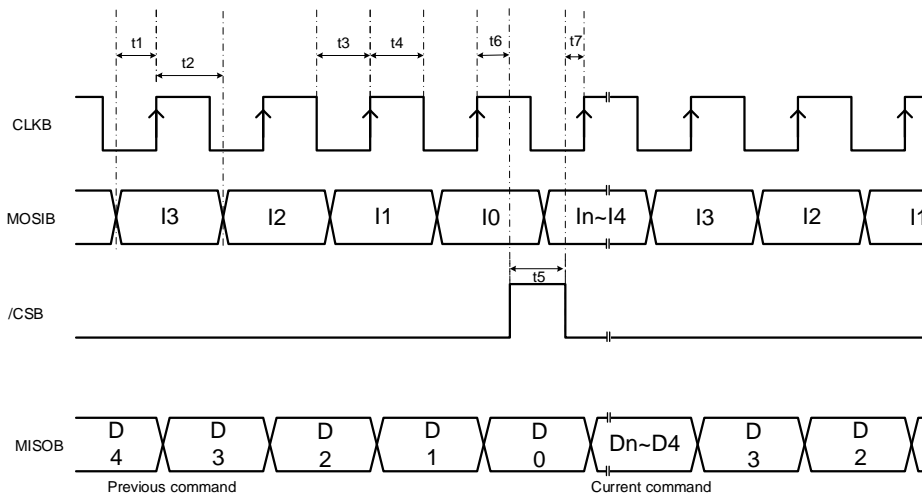 t1 t3 t4 t6 t7
t2
CLKB
MOSIB I3 I2 I1 I0 In~I4 I3 I2 I1
t5
/CSB
MISOB D 4 D 3 D 2 D 1 D 0 Dn~D4 D 3 D 2
Previous command Current command